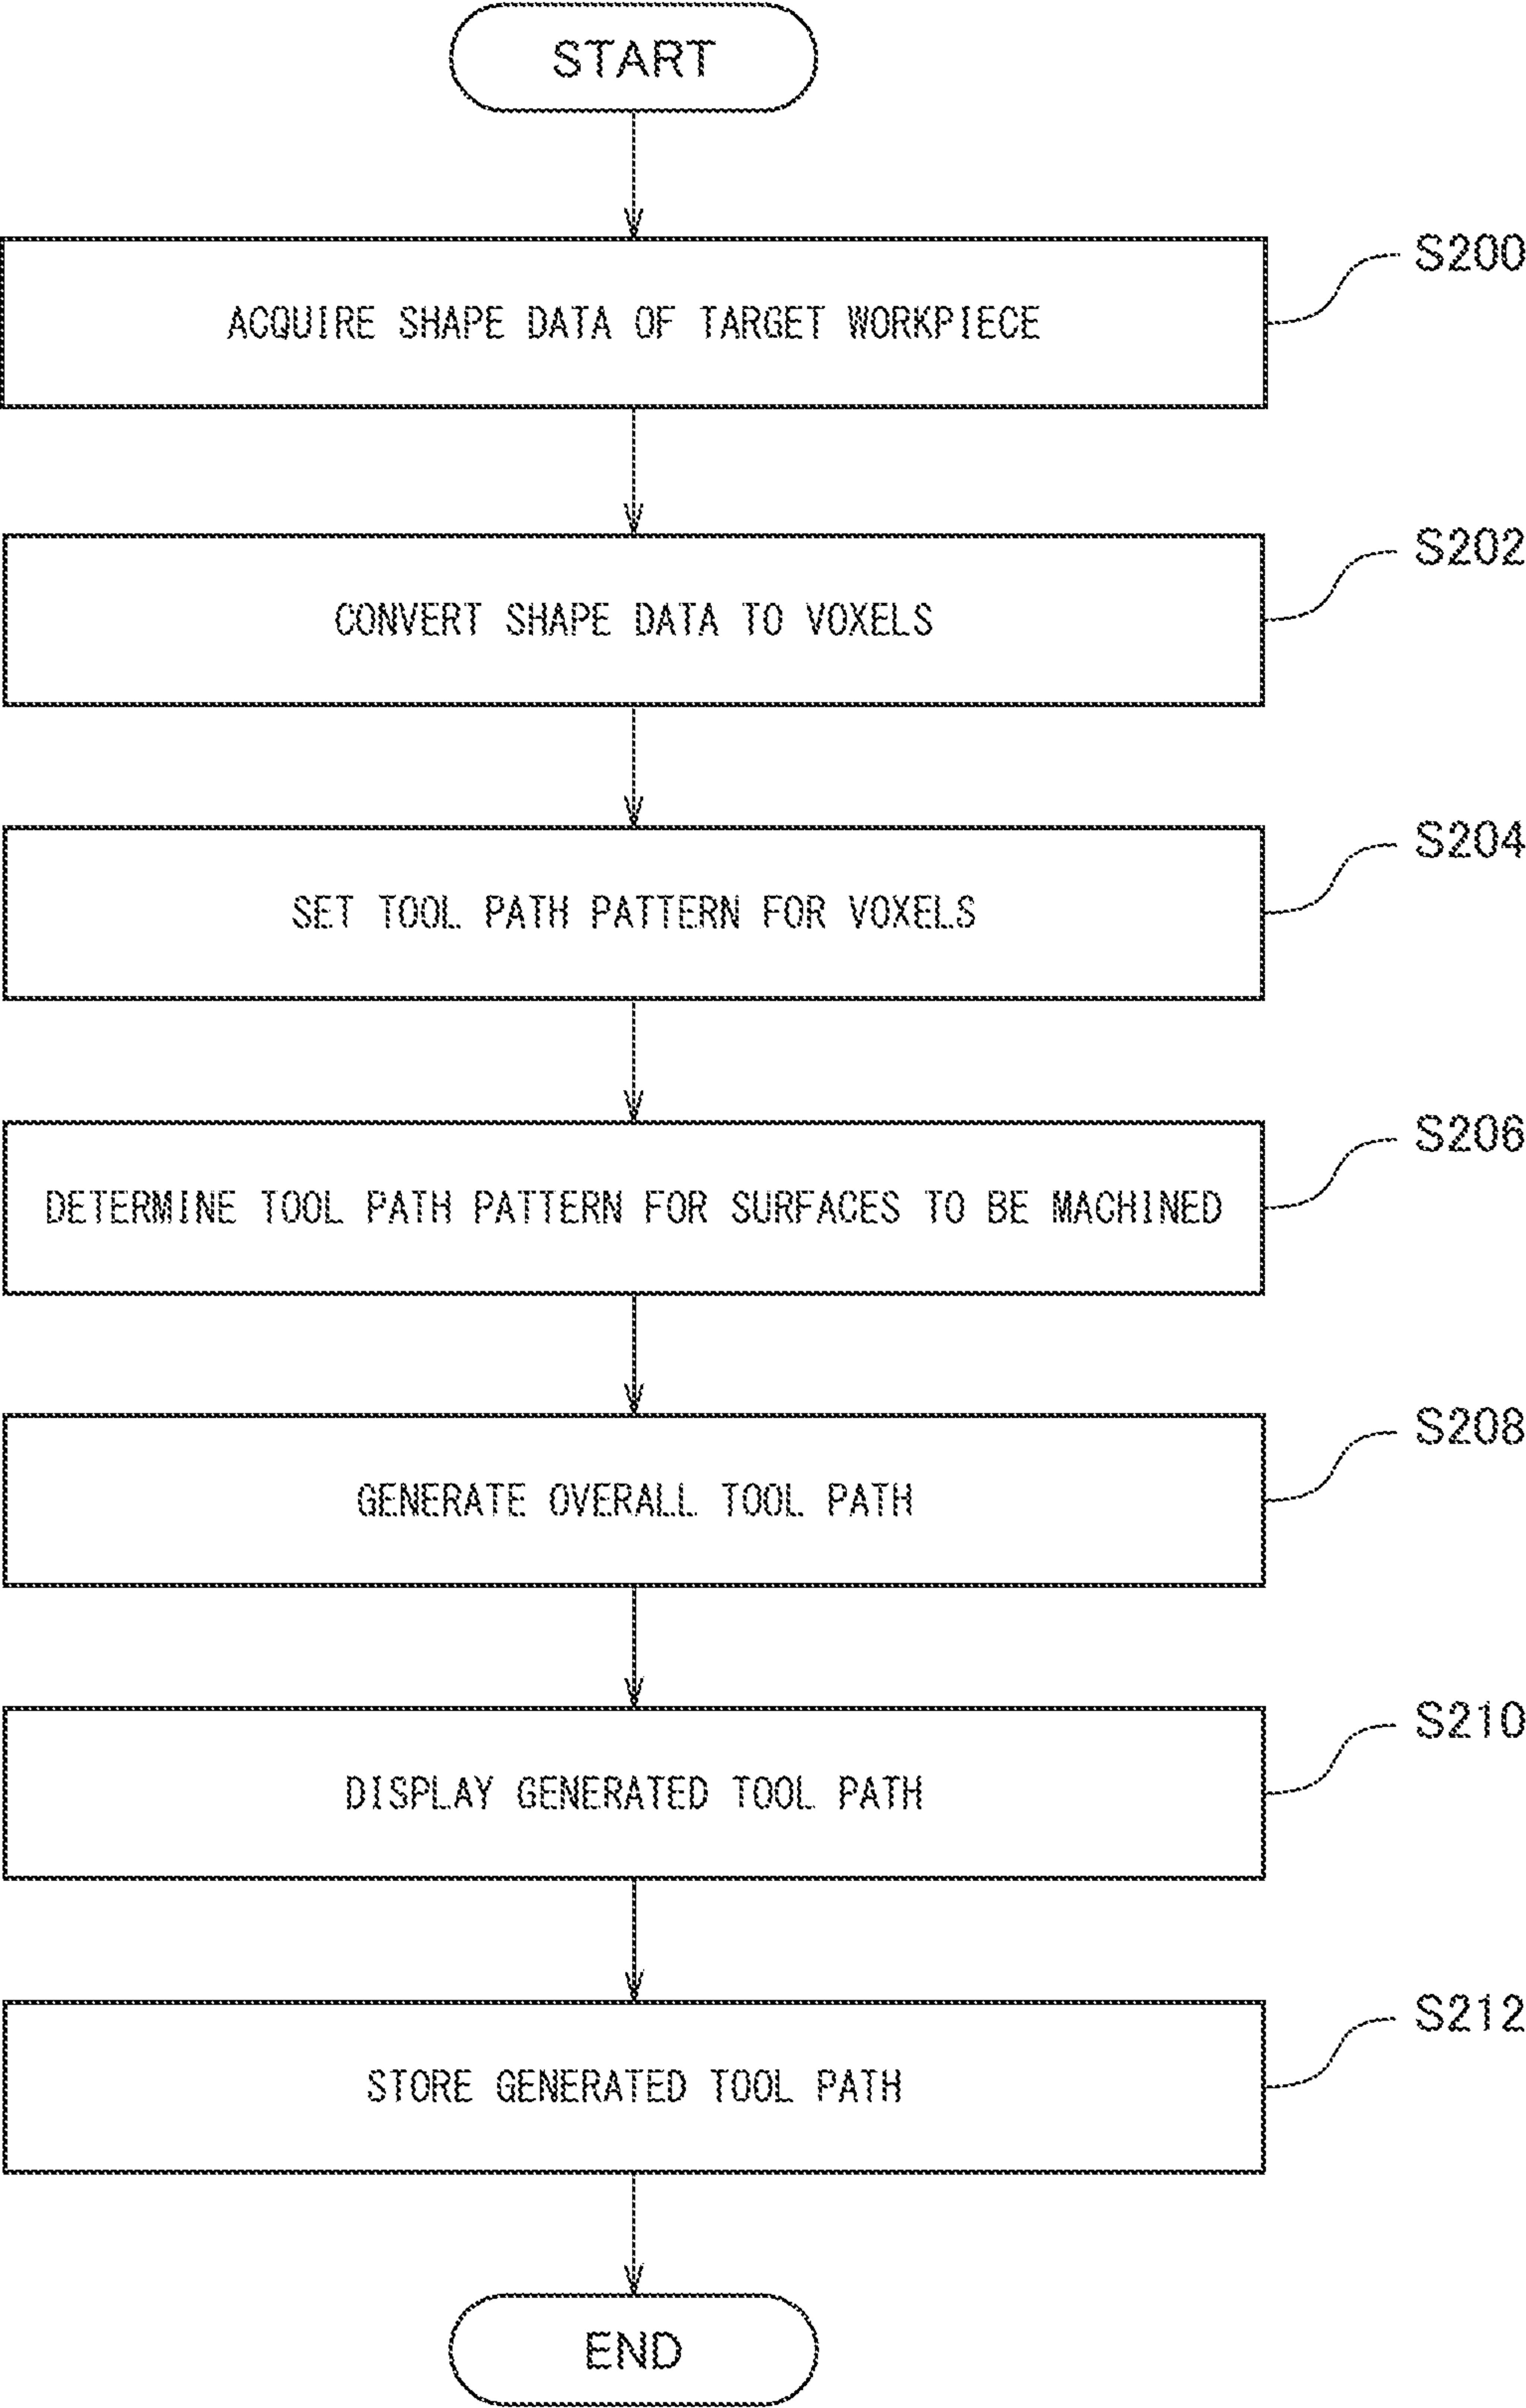 START
ACQUIRE SHAPE DATA OF TARGET WORKPIECE
S200
CONVERT SHAPE DATA TO VOXELS
S202
SET TOOL PATH PATTERN FOR VOXELS
S204
DETERMINE TOOL PATH PATTERN FOR SURFACES TO BE MACHINED
S206
GENERATE OVERALL TOOL PATH
S208
DISPLAY GENERATED TOOL PATH
S210
STORE GENERATED TOOL PATH
S212
END